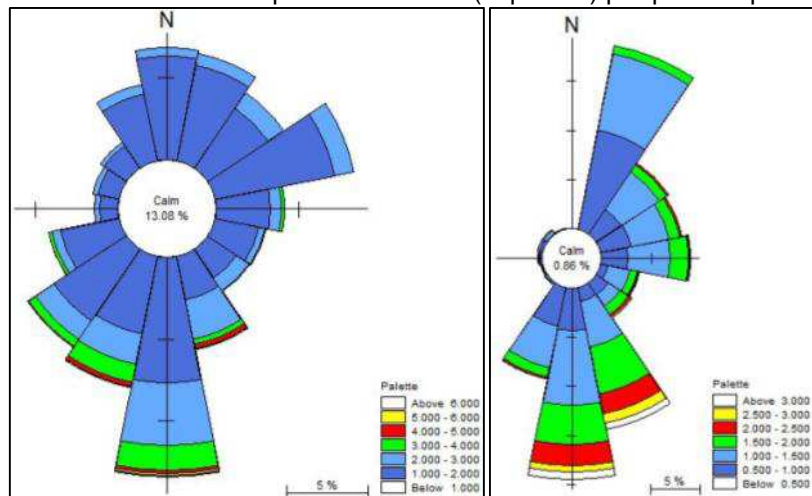 N
Calm
13.08 %
Palette
Above 6.000
5.000 - 6.000
4.000 - 5.000
3.000 - 4.000
2.000 - 3.000
1.000 - 2.000
Below 1.000
5 %
N
Calm
0.86 %
Palette
Above 3.000
2.500 - 3.000
2.000 - 2.500
1.500 - 2.000
1.000 - 1.500
0.500 - 1.000
Below 0.500
5 %